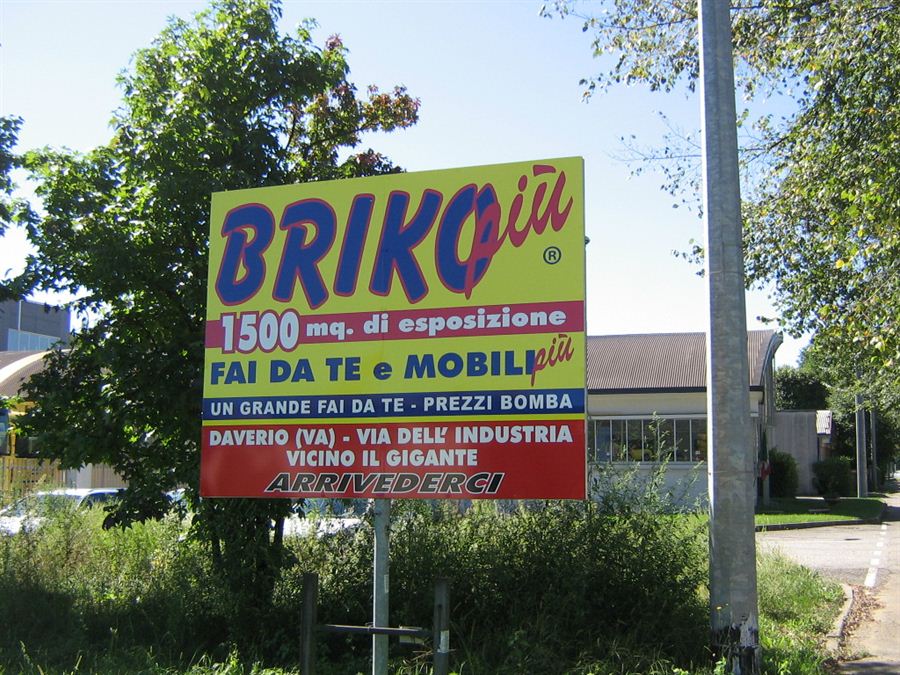 BRIKO più ®
1500 mq. di esposizione
FAI DA TE e MOBILI più
UN GRANDE FAI DA TE - PREZZI BOMBA
DAVERIO (VA) - VIA DELL' INDUSTRIA
VICINO IL GIGANTE
ARRIVEDERCI